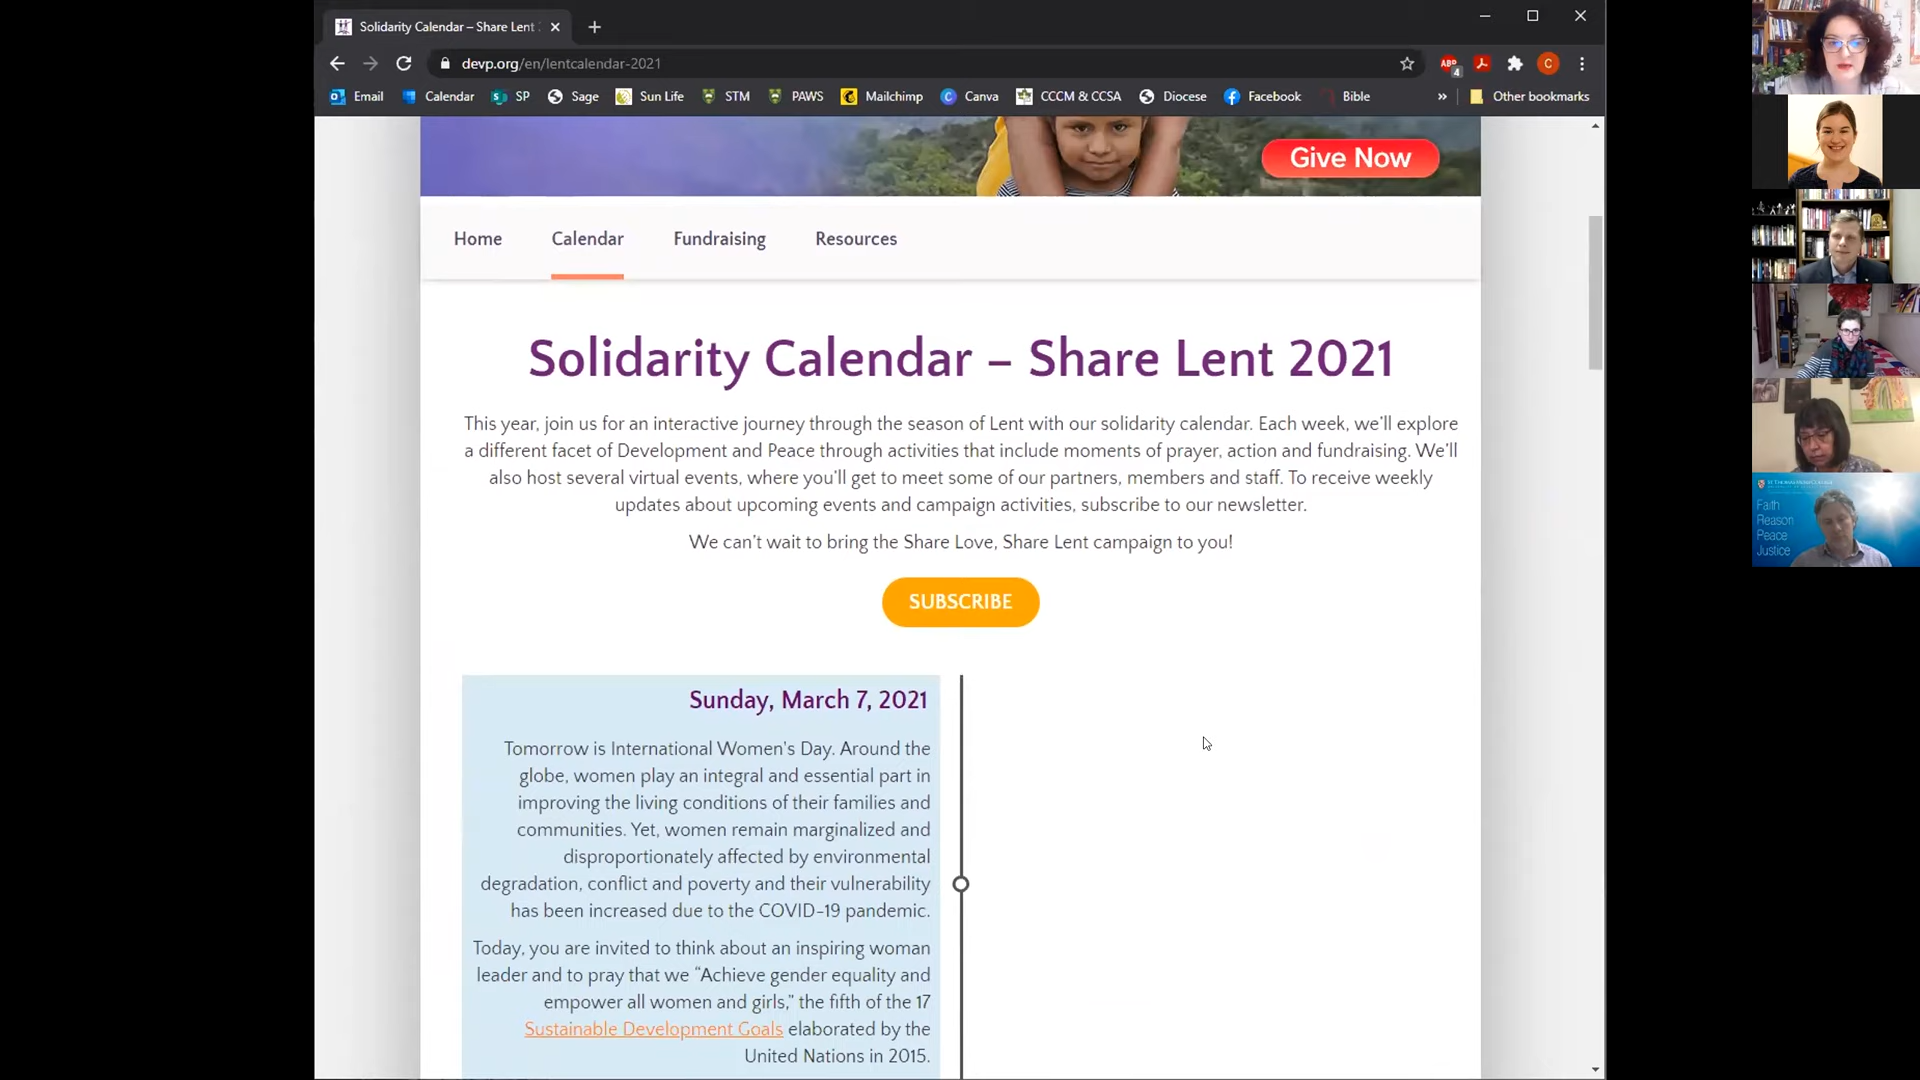 Solidarity Calendar – Share Lent
devp.org/en/lentcalendar-2021
ABP
4
C
Email
Calendar
SP
Sage
Sun Life
STM
PAWS
Mailchimp
Canva
CCCM & CCSA
Diocese
Facebook
Bible
»
Other bookmarks
Give Now
Home
Calendar
Fundraising
Resources
Solidarity Calendar – Share Lent 2021
This year, join us for an interactive journey through the season of Lent with our solidarity calendar. Each week, we'll explore
a different facet of Development and Peace through activities that include moments of prayer, action and fundraising. We'll
also host several virtual events, where you'll get to meet some of our partners, members and staff. To receive weekly
updates about upcoming events and campaign activities, subscribe to our newsletter.
We can't wait to bring the Share Love, Share Lent campaign to you!
SUBSCRIBE
Sunday, March 7, 2021
Tomorrow is International Women's Day. Around the
globe, women play an integral and essential part in
improving the living conditions of their families and
communities. Yet, women remain marginalized and
disproportionately affected by environmental
degradation, conflict and poverty and their vulnerability
has been increased due to the COVID-19 pandemic.
Today, you are invited to think about an inspiring woman
leader and to pray that we "Achieve gender equality and
empower all women and girls," the fifth of the 17
Sustainable Development Goals elaborated by the
United Nations in 2015.
Faith
Reason
Peace
Justice